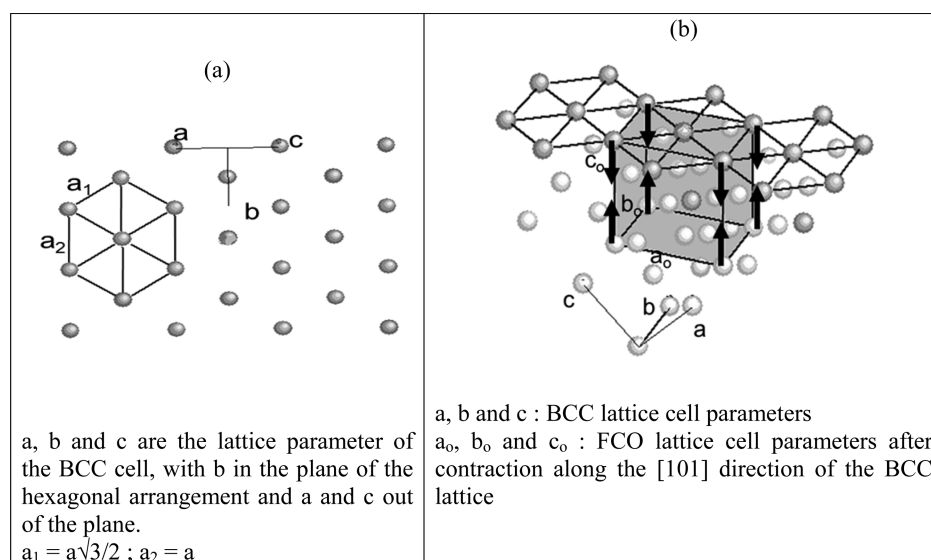 (a)
a
c
a₁
a₂
b
a, b and c are the lattice parameter of
the BCC cell, with b in the plane of the
hexagonal arrangement and a and c out
of the plane.
a₁ = a√3/2 ; a₂ = a
(b)
cₒ
bₒ
aₒ
c
b
a
a, b and c : BCC lattice cell parameters
aₒ, bₒ and cₒ : FCO lattice cell parameters after
contraction along the [101] direction of the BCC
lattice